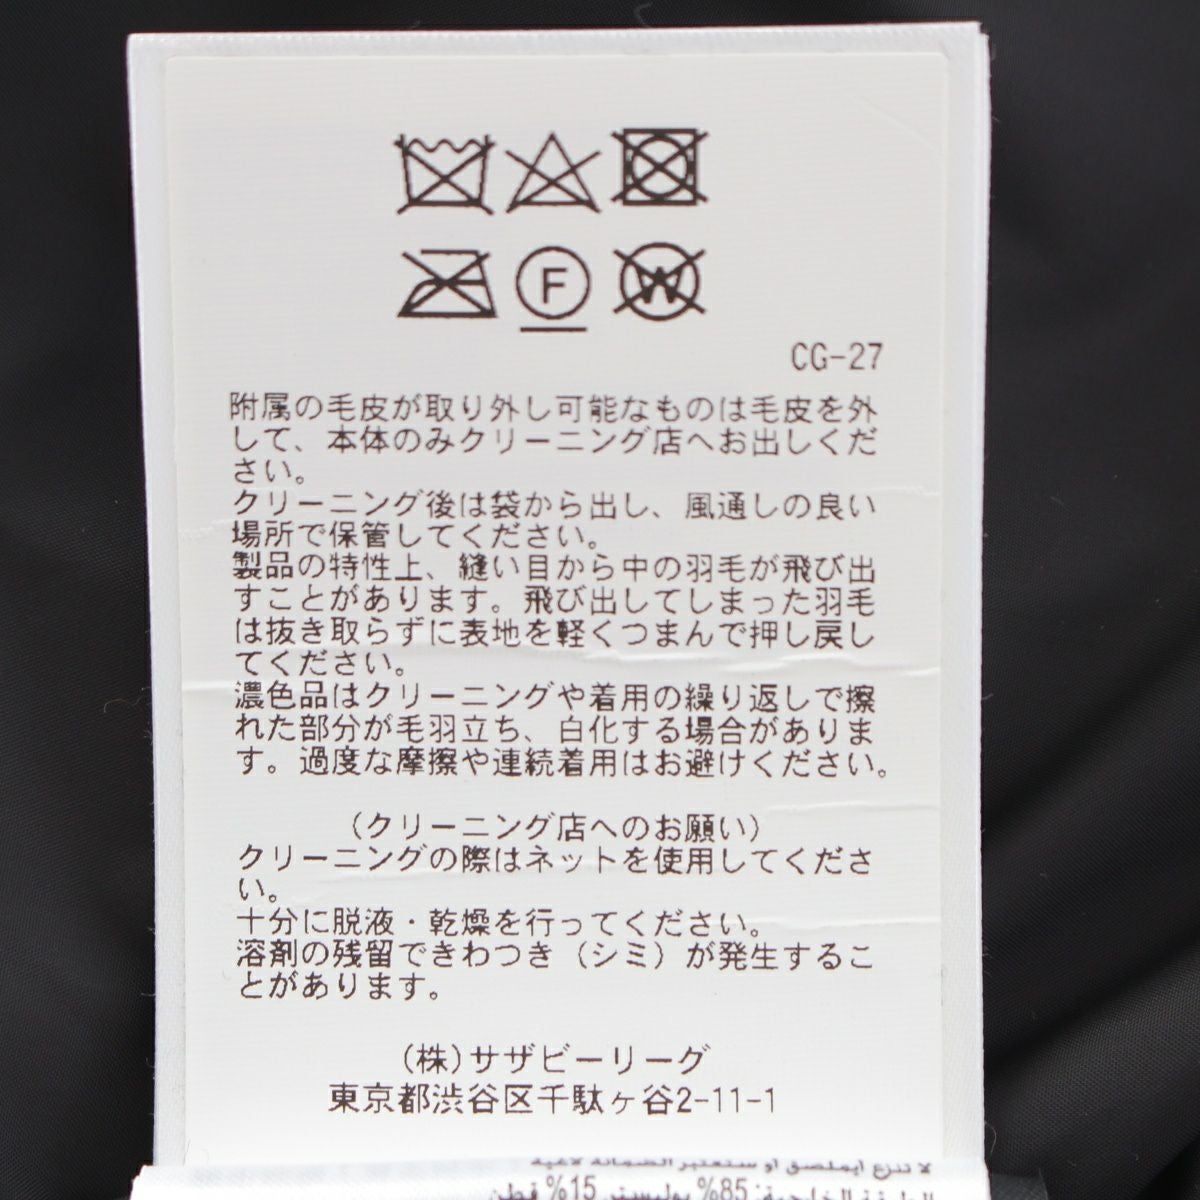 F
W
CG-27
附属の毛皮が取り外し可能なものは毛皮を外
して、本体のみクリーニング店へお出しくだ
さい。
クリーニング後は袋から出し、風通しの良い
場所で保管してください。
製品の特性上、縫い目から中の羽毛が飛び出
すことがあります。飛び出してしまった羽毛
は抜き取らずに表地を軽くつまんで押し戻し
てください。
濃色品はクリーニングや着用の繰り返しで擦
れた部分が毛羽立ち、白化する場合がありま
す。過度な摩擦や連続着用はお避けください。
（クリーニング店へのお願い）
クリーニングの際はネットを使用してくださ
い。
十分に脱液・乾燥を行ってください。
溶剤の残留できわつき（シミ）が発生するこ
とがあります。
（株）サザビーリーグ
東京都渋谷区千駄ヶ谷2-11-1
85% بوليستر 15% قطن